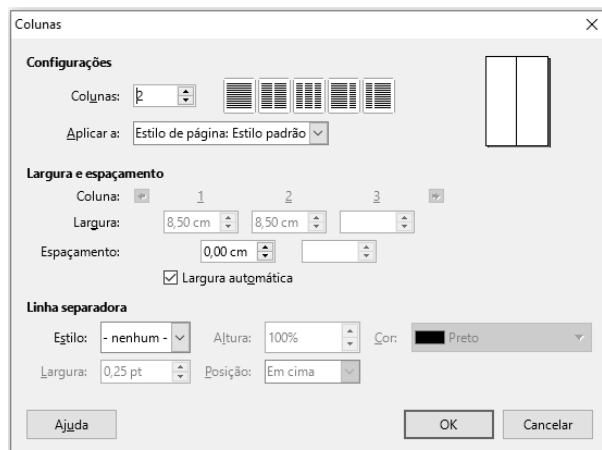 Colunas
Configurações
Colunas: 2
Aplicar a: Estilo de página: Estilo padrão
Largura e espaçamento
Coluna: 1 2 3
Largura: 8,50 cm 8,50 cm
Espaçamento: 0,00 cm
Largura automática
Linha separadora
Estilo: - nenhum - Altura: 100% Cor: Preto
Largura: 0,25 pt Posição: Em cima
Ajuda OK Cancelar